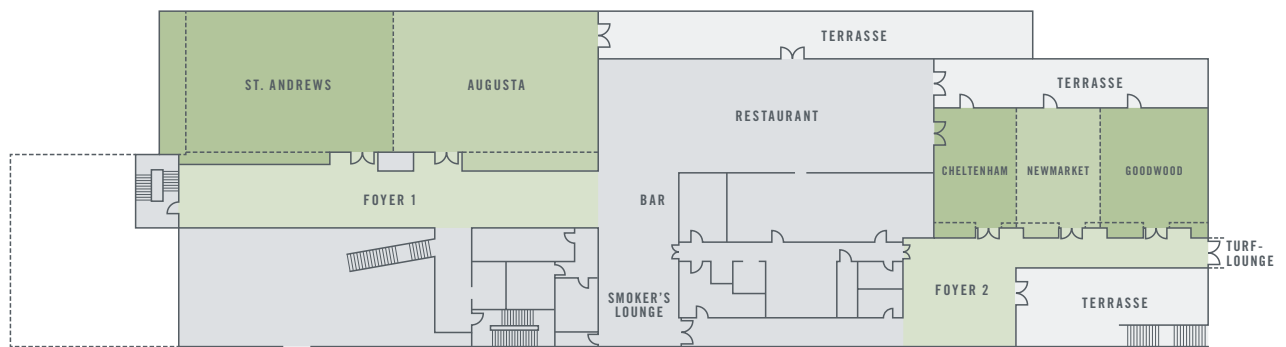 TERRASSE
ST. ANDREWS
AUGUSTA
TERRASSE
RESTAURANT
CHELTENHAM
NEWMARKET
GOODWOOD
FOYER 1
BAR
TURF-
LOUNGE
FOYER 2
SMOKER'S
LOUNGE
TERRASSE